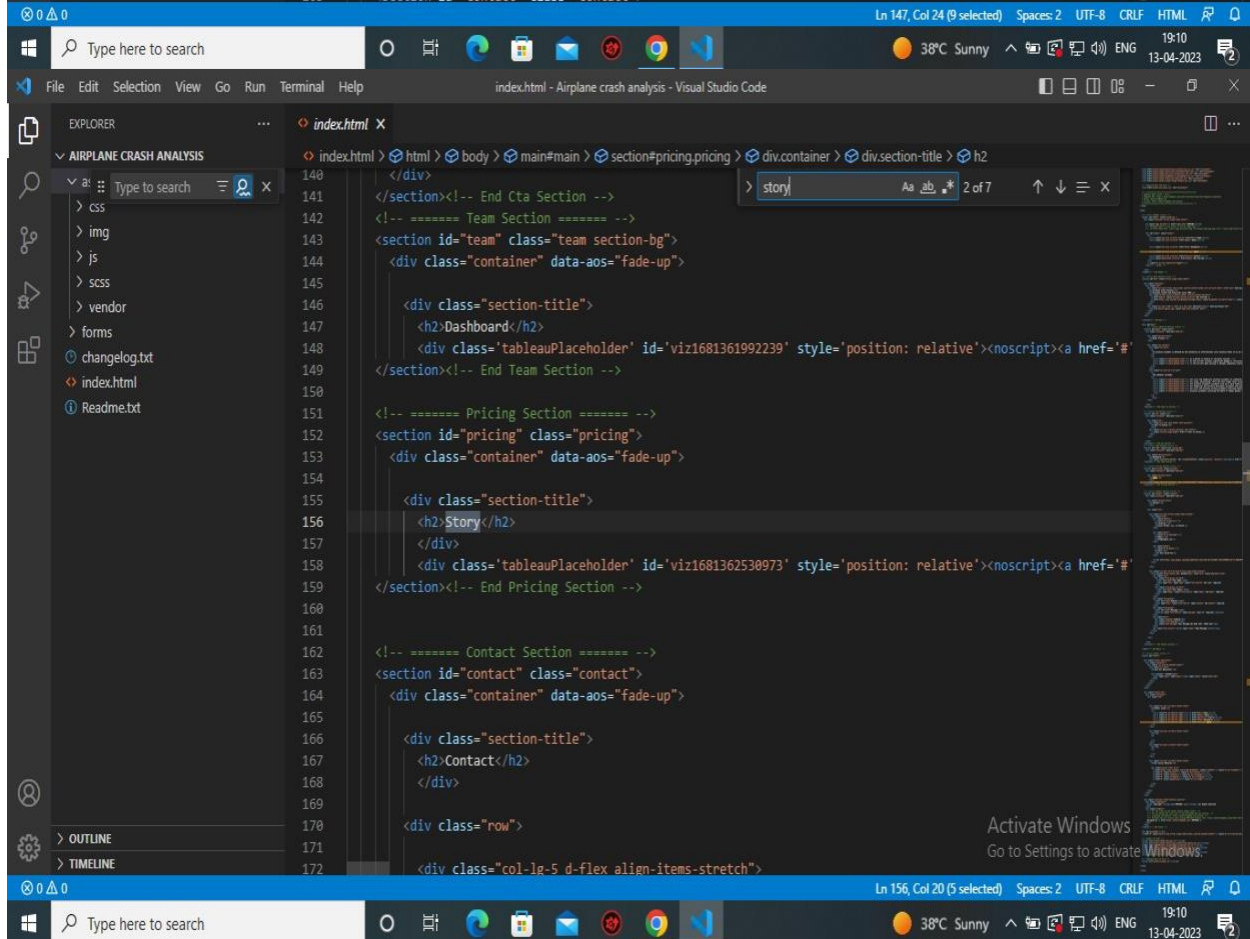 Ln 147, Col 24 (9 selected) Spaces: 2 UTF-8 CRLF HTML
0 0
Type here to search
38°C Sunny ENG 19:10
13-04-2023
2
File Edit Selection View Go Run Terminal Help index.html - Airplane crash analysis - Visual Studio Code
EXPLORER ... index.html X
AIRPLANE CRASH ANALYSIS
index.html > html > body > main#main > section#pricing.pricing > div.container > div.section-title > h2
Type to search
story Aa ab .* 2 of 7
css
img
js
scss
vendor
forms
changelog.txt
index.html
Readme.txt
140 </div>
141 </section><!-- End Cta Section -->
142 <!-- ======= Team Section ======= -->
143 <section id="team" class="team section-bg">
144 <div class="container" data-aos="fade-up">
145
146 <div class="section-title">
147 <h2>Dashboard</h2>
148 <div class='tableauPlaceholder' id='viz1681361992239' style='position: relative'><noscript><a href='#'
149 </section><!-- End Team Section -->
150
151 <!-- ======= Pricing Section ======= -->
152 <section id="pricing" class="pricing">
153 <div class="container" data-aos="fade-up">
154
155 <div class="section-title">
156 <h2>Story</h2>
157 </div>
158 <div class='tableauPlaceholder' id='viz1681362530973' style='position: relative'><noscript><a href='#'
159 </section><!-- End Pricing Section -->
160
161
162 <!-- ======= Contact Section ======= -->
163 <section id="contact" class="contact">
164 <div class="container" data-aos="fade-up">
165
166 <div class="section-title">
167 <h2>Contact</h2>
168 </div>
169
170 <div class="row">
171
172 <div class="col-lg-5 d-flex align-items-stretch">
OUTLINE
TIMELINE
Activate Windows
Go to Settings to activate Windows.
0 0 Ln 156, Col 20 (5 selected) Spaces: 2 UTF-8 CRLF HTML
Type here to search
38°C Sunny ENG 19:10
13-04-2023
2